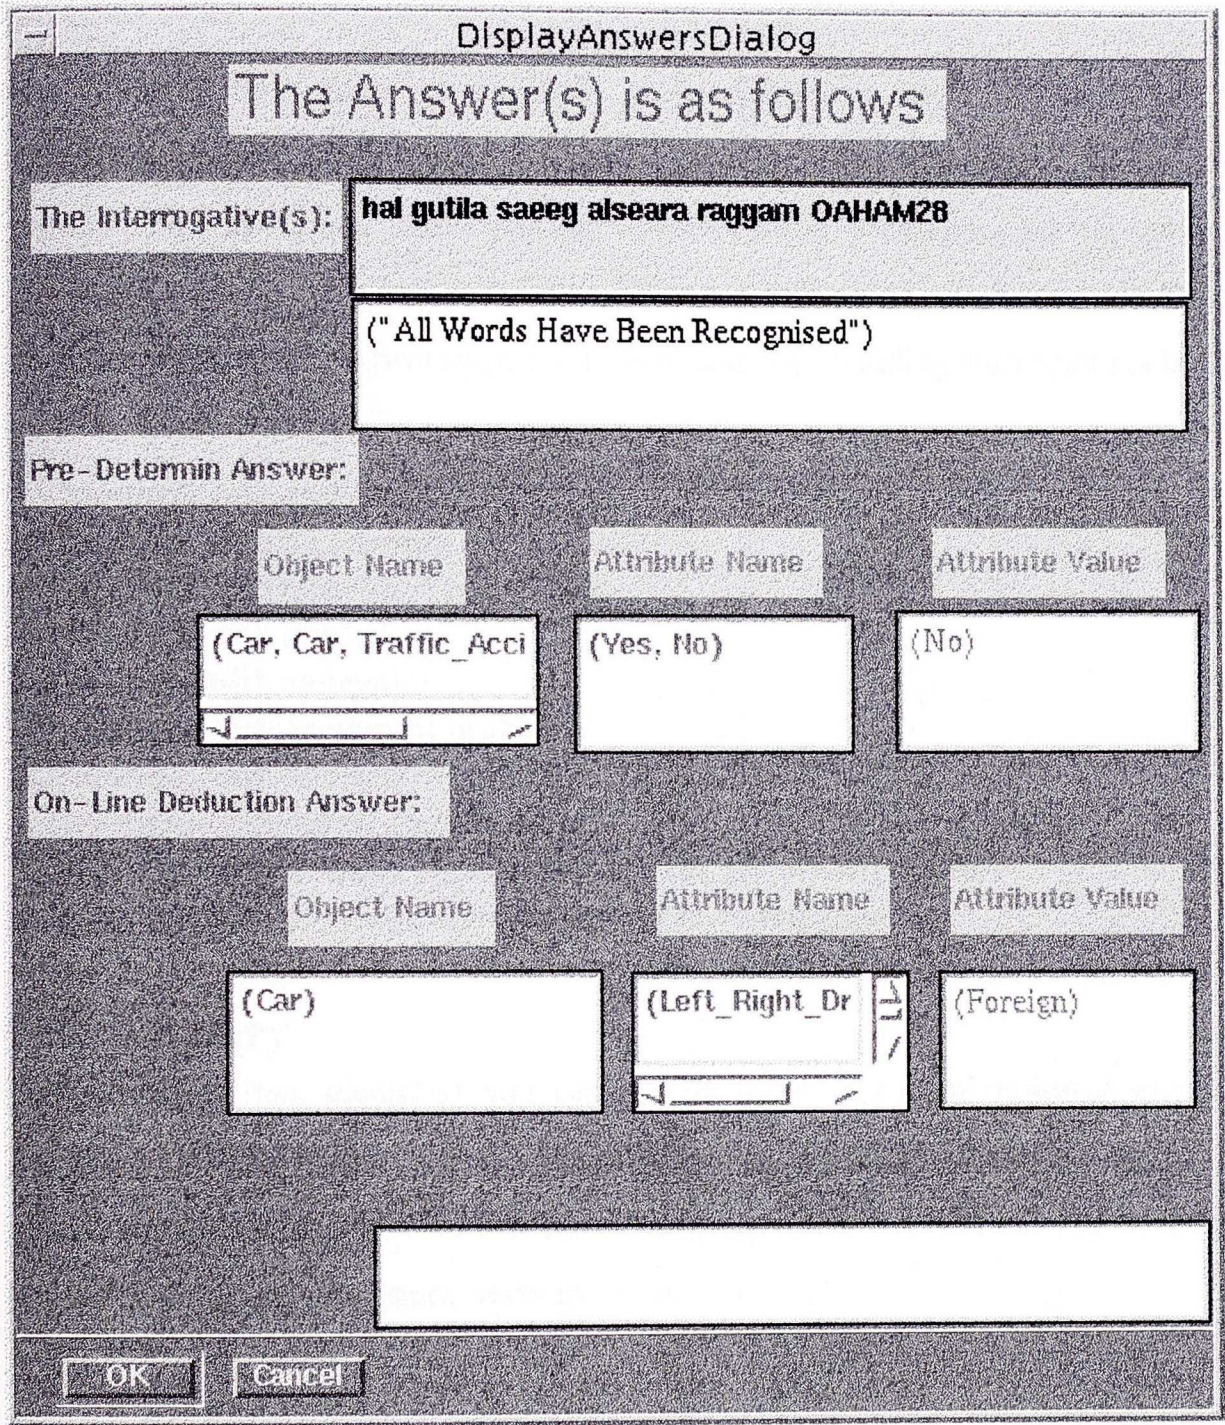 DisplayAnswersDialog
The Answer(s) is as follows
The Interrogative(s):
hal gutila saeeg alseara raggam OAHAM28
("All Words Have Been Recognised")
Pre-Determin Answer:
Object Name Attribute Name Attribute Value
(Car, Car, Traffic_Acci (Yes, No) (No)
On-Line Deduction Answer:
Object Name Attribute Name Attribute Value
(Car) (Left_Right_Dr (Foreign)
OK Cancel